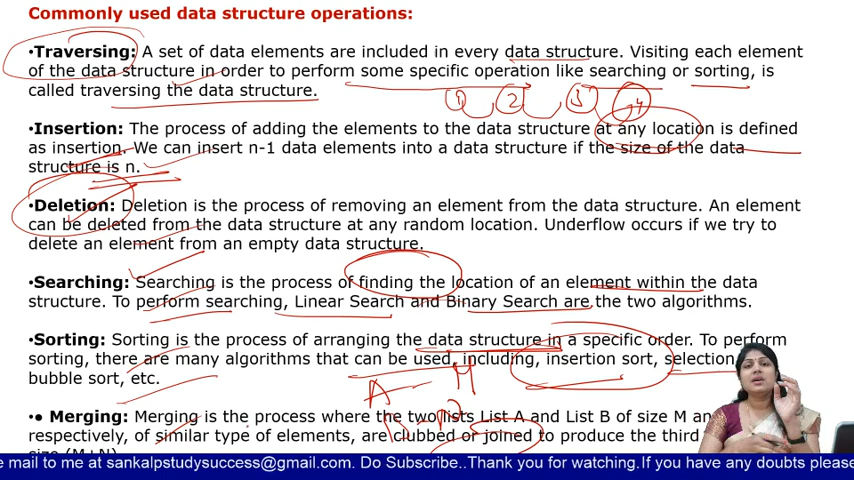 Commonly used data structure operations:
•Traversing: A set of data elements are included in every data structure. Visiting each element
of the data structure in order to perform some specific operation like searching or sorting, is
called traversing the data structure.
1 2 3 4
•Insertion: The process of adding the elements to the data structure at any location is defined
as insertion. We can insert n-1 data elements into a data structure if the size of the data
structure is n.
•Deletion: Deletion is the process of removing an element from the data structure. An element
can be deleted from the data structure at any random location. Underflow occurs if we try to
delete an element from an empty data structure.
•Searching: Searching is the process of finding the location of an element within the data
structure. To perform searching, Linear Search and Binary Search are the two algorithms.
•Sorting: Sorting is the process of arranging the data structure in a specific order. To perform
sorting, there are many algorithms that can be used, including, insertion sort, selection
bubble sort, etc.
A — M
•● Merging: Merging is the process where the two lists List A and List B of size M an
B - N
respectively, of similar type of elements, are clubbed or joined to produce the third
size (M+N)
e mail to me at sankalpstudysuccess@gmail.com. Do Subscribe..Thank you for watching.If you have any doubts please